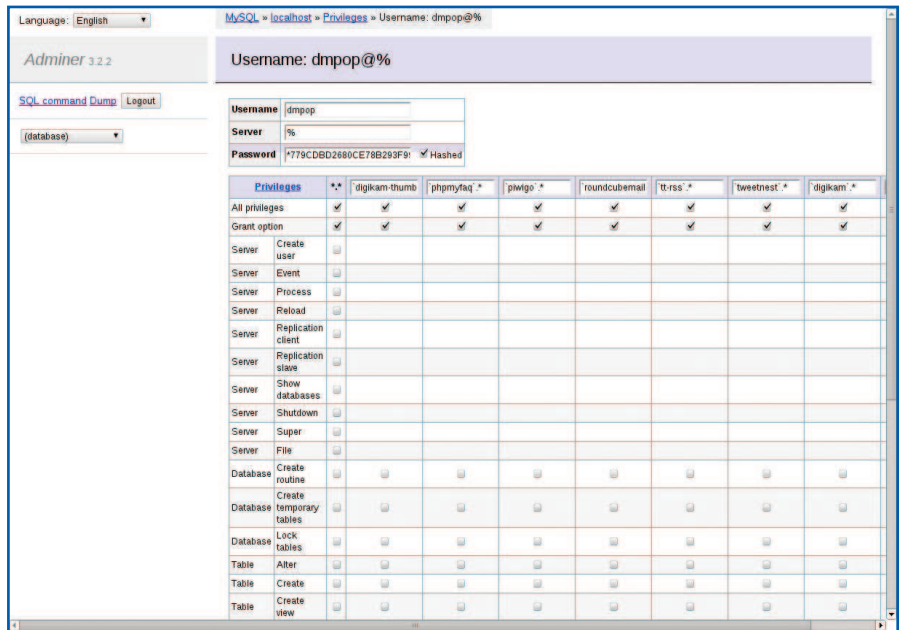 Language: English
MySQL » localhost » Privileges » Username: dmpop@%
Adminer 3.2.2
Username: dmpop@%
SQL command Dump Logout
(database)
Username dmpop
Server %
Password *779CDBD2680CE78B293F9 Hashed
Privileges *.* `digikam-thumb `phpmyfaq`.* `piwigo`.* `roundcubemail `tt-rss`.* `tweetnest`.* `digikam`.*
All privileges
Grant option
Server Create user
Server Event
Server Process
Server Reload
Server Replication client
Server Replication slave
Server Show databases
Server Shutdown
Server Super
Server File
Database Create routine
Database Create temporary tables
Database Lock tables
Table Alter
Table Create
Table Create view